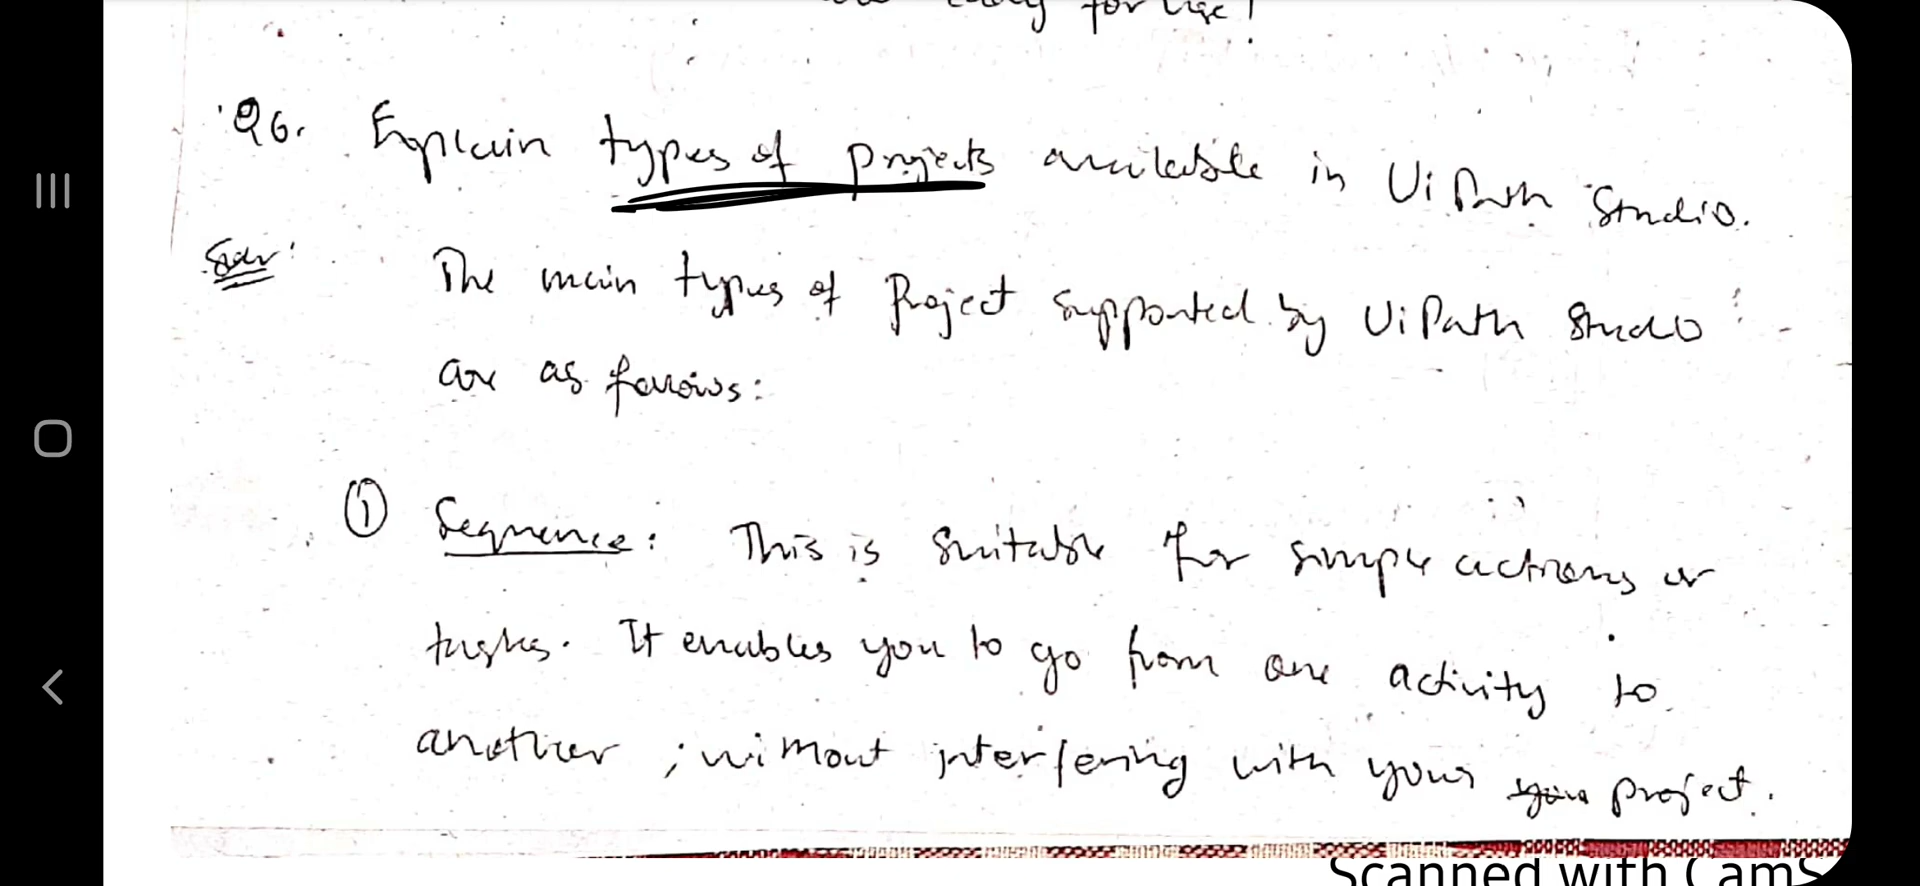 for use!
Q6. Explain types of projects available in UiPath Studio.
Soln:
The main types of Project supported by UiPath Studio
are as follows:
① Sequence: This is suitable for simple actions or
tasks. It enables you to go from one activity to
another ; without interfering with your your project.
Scanned with CamS